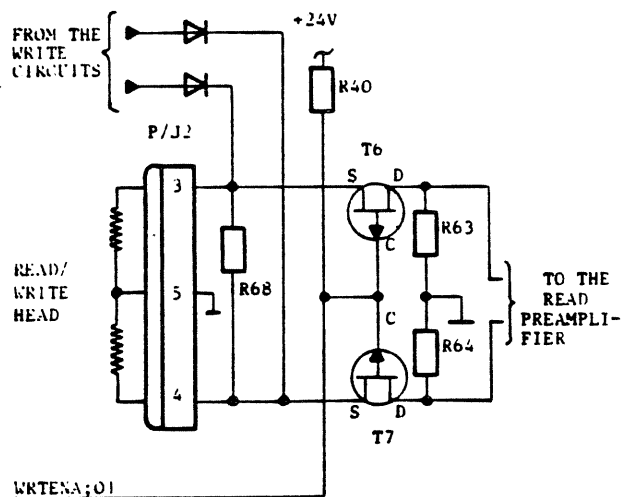 FROM THE
WRITE
CIRCUITS
+24V
R40
P/J2
T6
S D
3
C
R63
READ/
WRITE
HEAD
5
R68
TO THE
READ
PREAMPLI-
FIER
C
R64
4
S D
T7
WRTENA;01